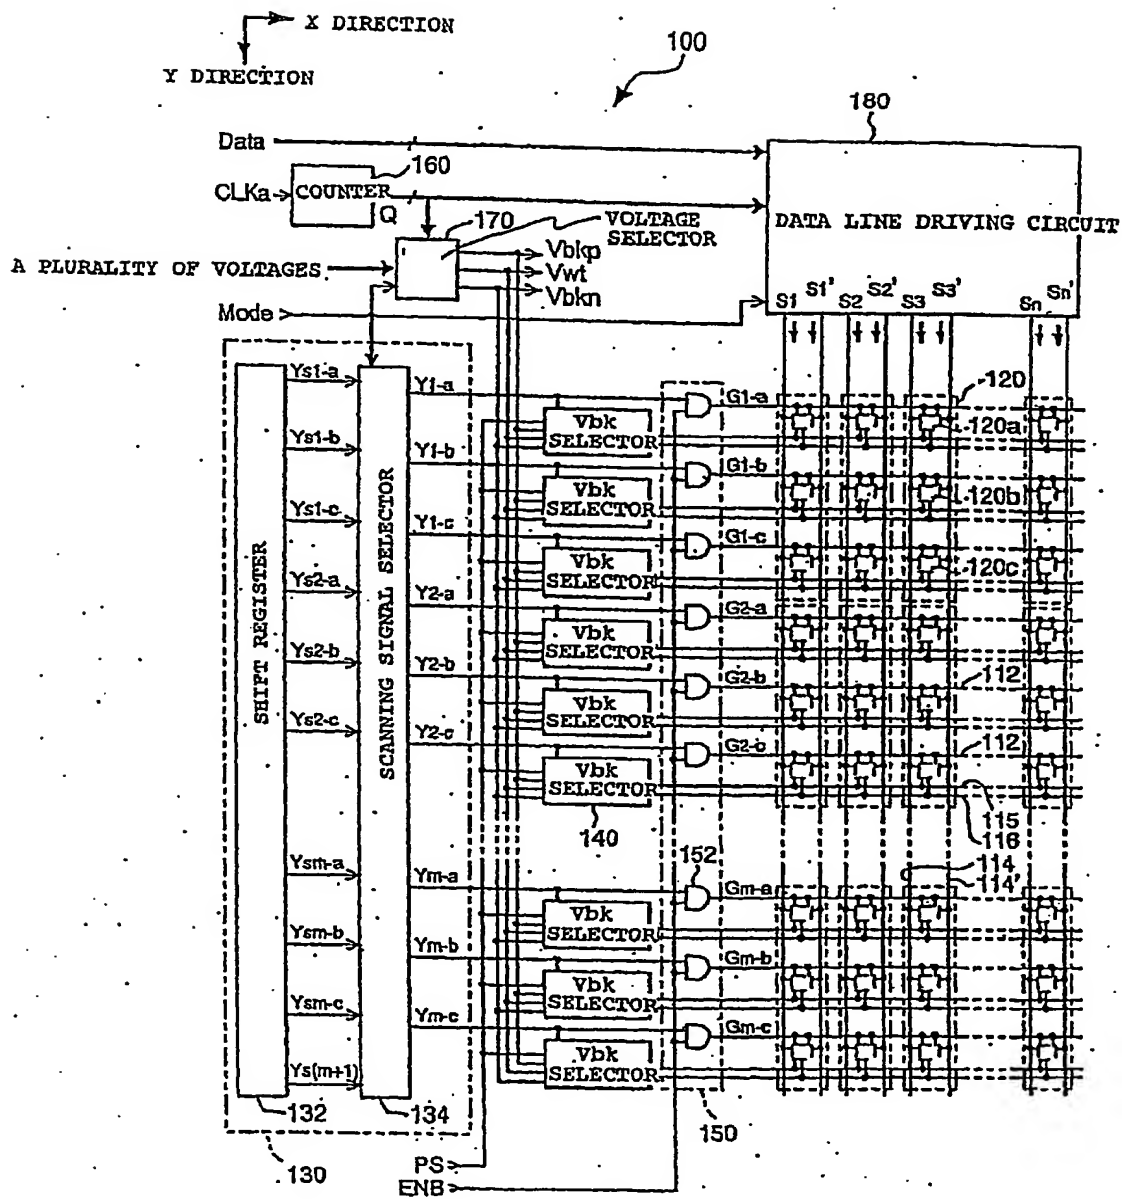 X DIRECTION
Y DIRECTION
100
180
Data
160
CLKa
COUNTER
Q
170
VOLTAGE
SELECTOR
DATA LINE DRIVING CIRCUIT
A PLURALITY OF VOLTAGES
Vbkp
Vwt
Vbkn
Mode
S1 S1' S2 S2' S3 S3' Sn Sn'
Ys1-a
Y1-a
G1-a
120
Vbk
SELECTOR
120a
Ys1-b
Y1-b
G1-b
Vbk
SELECTOR
120b
Ys1-c
Y1-c
G1-c
Vbk
SELECTOR
120c
Ys2-a
Y2-a
G2-a
Vbk
SELECTOR
Ys2-b
Y2-b
G2-b
112
Vbk
SELECTOR
Ys2-c
Y2-c
G2-c
112
Vbk
SELECTOR
SHIFT REGISTER
SCANNING SIGNAL SELECTOR
140
115
116
114
114'
152
Ysm-a
Ym-a
Gm-a
Vbk
SELECTOR
Ysm-b
Ym-b
Gm-b
Vbk
SELECTOR
Ysm-c
Ym-c
Gm-c
Vbk
SELECTOR
Ys(m+1)
132
134
150
130
PS
ENB